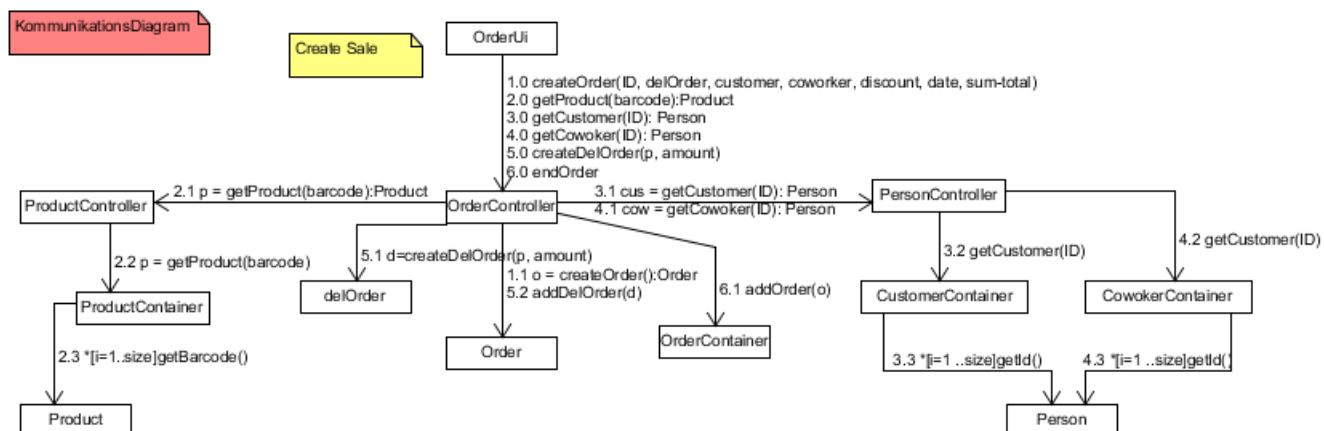 KommunikationsDiagram
Create Sale
OrderUi
1.0 createOrder(ID, delOrder, customer, coworker, discount, date, sum-total)
2.0 getProduct(barcode):Product
3.0 getCustomer(ID): Person
4.0 getCowoker(ID): Person
5.0 createDelOrder(p, amount)
6.0 endOrder
ProductController
2.1 p = getProduct(barcode):Product
OrderController
3.1 cus = getCustomer(ID): Person
4.1 cow = getCowoker(ID): Person
PersonController
2.2 p = getProduct(barcode)
5.1 d=createDelOrder(p, amount)
1.1 o = createOrder():Order
5.2 addDelOrder(d)
6.1 addOrder(o)
3.2 getCustomer(ID)
4.2 getCustomer(ID)
ProductContainer
delOrder
CustomerContainer
CowokerContainer
2.3 *[i=1..size]getBarcode()
Order
OrderContainer
3.3 *[i=1 ..size]getId()
4.3 *[i=1 ..size]getId()
Product
Person